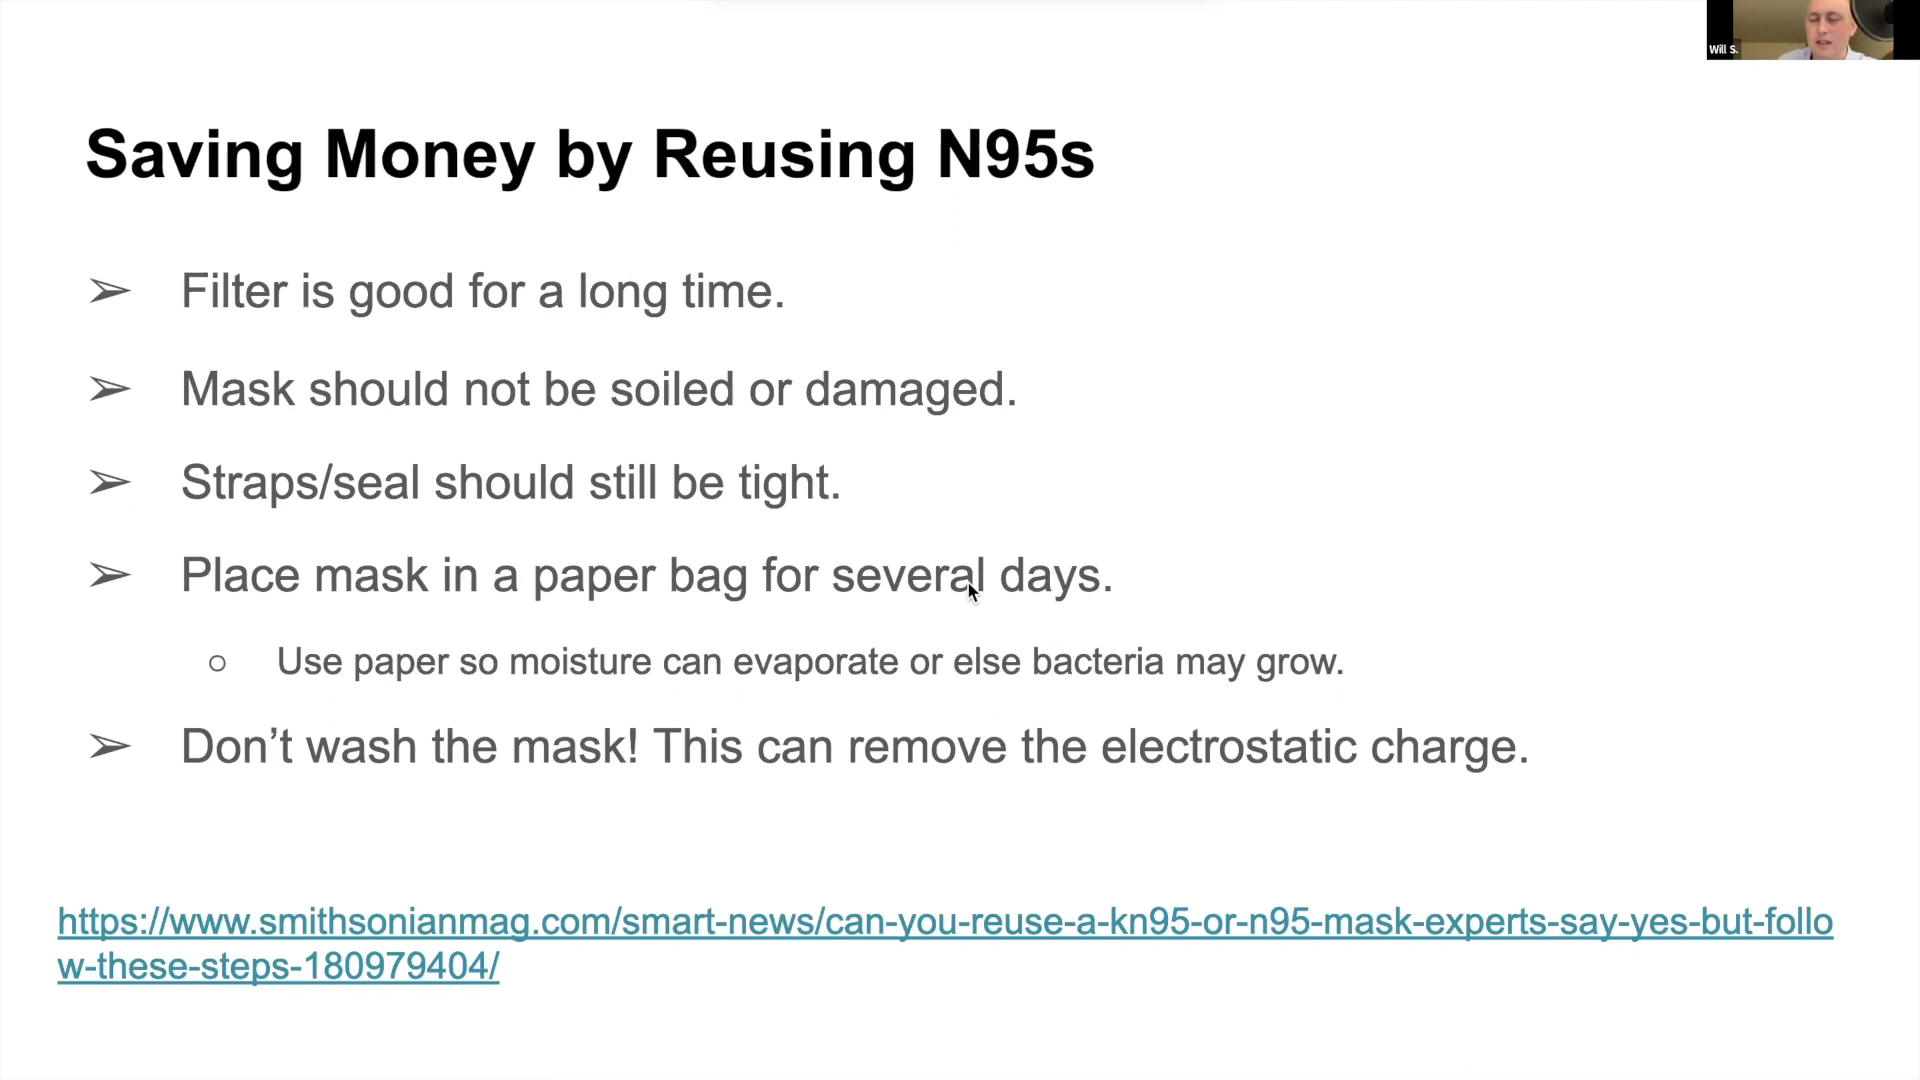 Will S.
Saving Money by Reusing N95s
➢ Filter is good for a long time.
➢ Mask should not be soiled or damaged.
➢ Straps/seal should still be tight.
➢ Place mask in a paper bag for several days.
○ Use paper so moisture can evaporate or else bacteria may grow.
➢ Don’t wash the mask! This can remove the electrostatic charge.
https://www.smithsonianmag.com/smart-news/can-you-reuse-a-kn95-or-n95-mask-experts-say-yes-but-follo
w-these-steps-180979404/